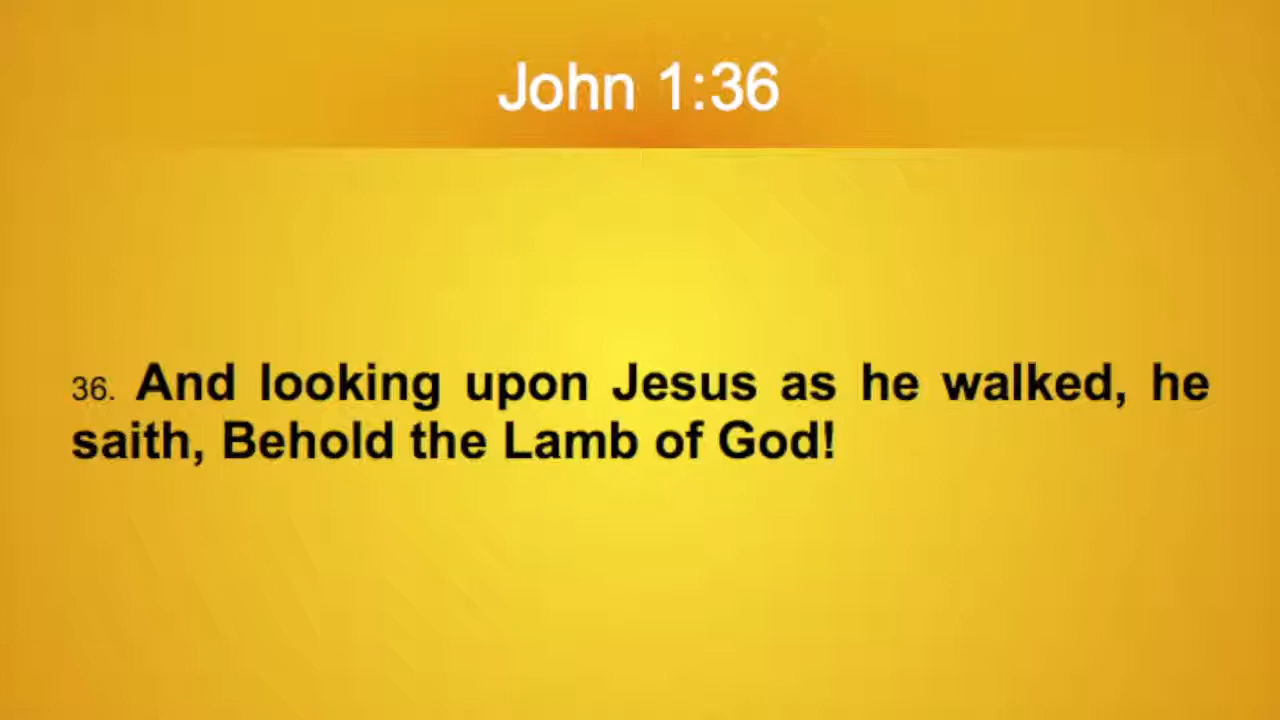 John 1:36
36. And looking upon Jesus as he walked, he
saith, Behold the Lamb of God!